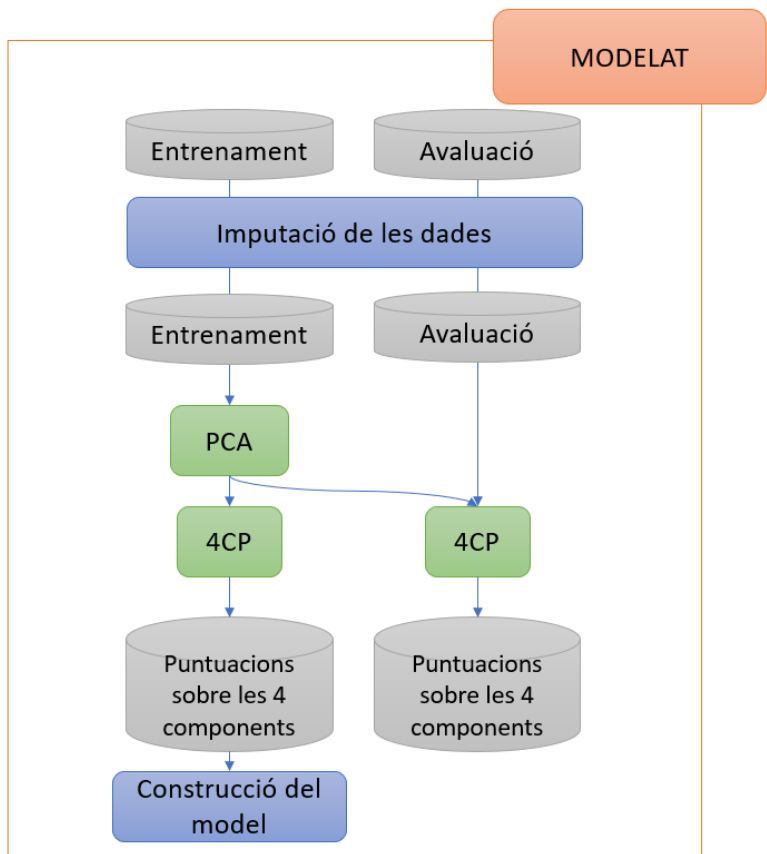 MODELAT
Entrenament
Avaluació
Imputació de les dades
Entrenament
Avaluació
PCA
4CP
4CP
Puntuacions
sobre les 4
components
Puntuacions
sobre les 4
components
Construcció del
model